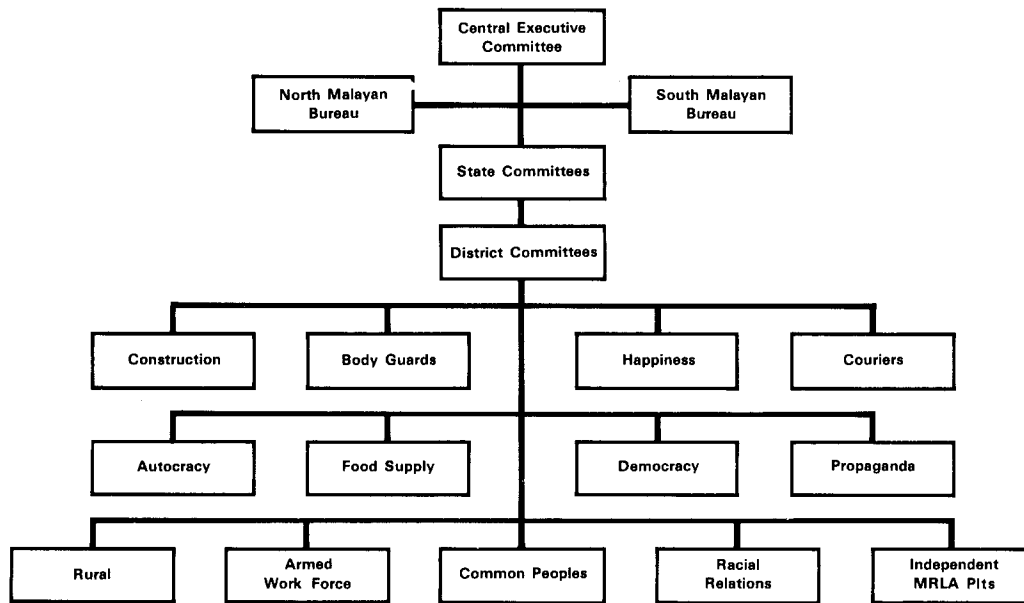 Central Executive
Committee
North Malayan
Bureau
South Malayan
Bureau
State Committees
District Committees
Construction
Body Guards
Happiness
Couriers
Autocracy
Food Supply
Democracy
Propaganda
Rural
Armed
Work Force
Common Peoples
Racial
Relations
Independent
MRLA Plts